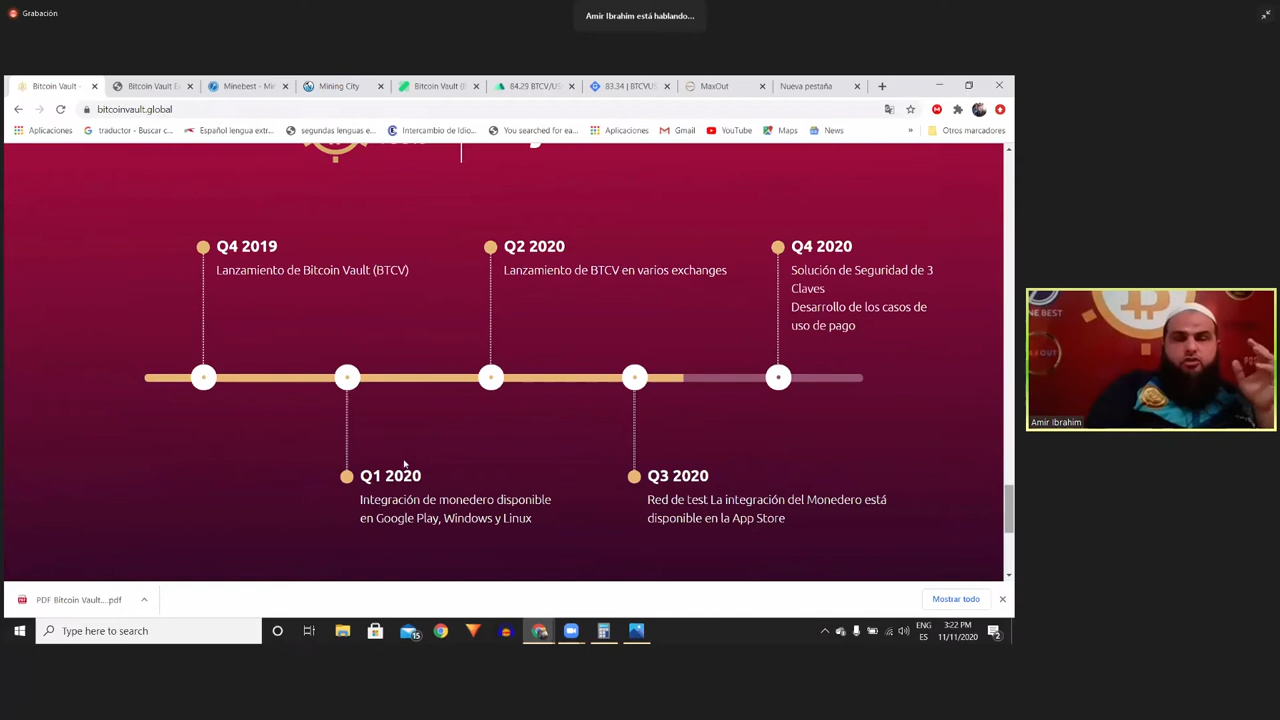 Grabación
Amir Ibrahim está hablando...
Bitcoin Vault -
Bitcoin Vault E
Minebest - Mi
Mining City
Bitcoin Vault (
84.29 BTCV/US
83.34 | BTCVUS
MaxOut
Nueva pestaña
bitcoinvault.global
Aplicaciones
traductor - Buscar c...
Español lengua extr...
segundas lenguas e...
Intercambio de Idio...
You searched for ea...
Aplicaciones
Gmail
YouTube
Maps
News
»
Otros marcadores
Q4 2019
Lanzamiento de Bitcoin Vault (BTCV)
Q2 2020
Lanzamiento de BTCV en varios exchanges
Q4 2020
Solución de Seguridad de 3
Claves
Desarrollo de los casos de
uso de pago
Q1 2020
Integración de monedero disponible
en Google Play, Windows y Linux
Q3 2020
Red de test La integración del Monedero está
disponible en la App Store
Amir Ibrahim
PDF Bitcoin Vault....pdf
Mostrar todo
Type here to search
15
ENG
ES
3:22 PM
11/11/2020
2